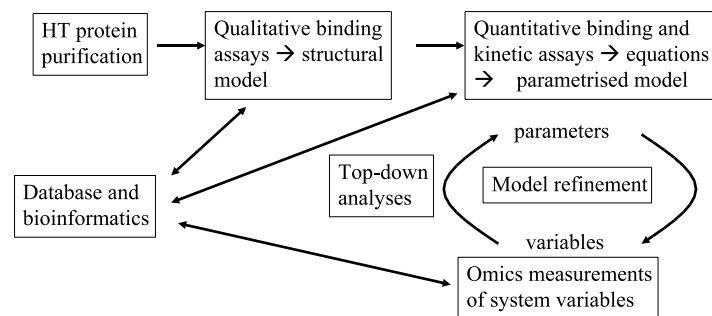 HT protein
purification
Qualitative binding
assays → structural
model
Quantitative binding and
kinetic assays → equations
→ parametrised model
parameters
Top-down
analyses
Model refinement
Database and
bioinformatics
variables
Omics measurements
of system variables